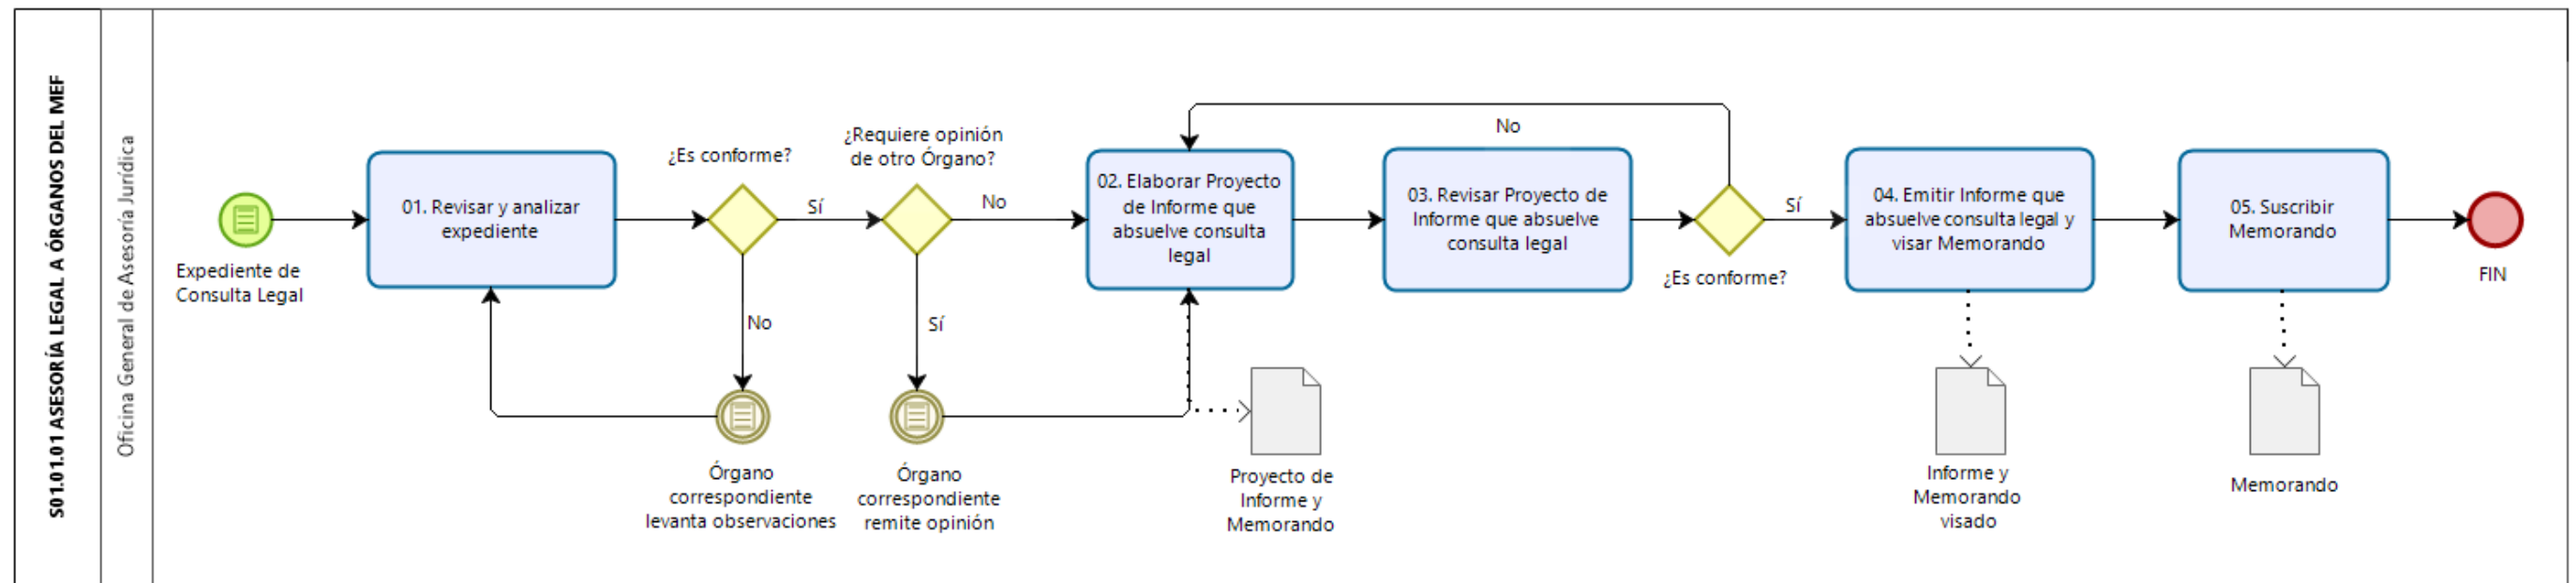 S01.01.01 ASESORÍA LEGAL A ÓRGANOS DEL MEF
Oficina General de Asesoría Jurídica
Expediente de
Consulta Legal
01. Revisar y analizar
expediente
¿Es conforme?
Sí
No
Órgano
correspondiente
levanta observaciones
¿Requiere opinión
de otro Órgano?
No
Sí
Órgano
correspondiente
remite opinión
02. Elaborar Proyecto
de Informe que
absuelve consulta
legal
Proyecto de
Informe y
Memorando
03. Revisar Proyecto de
Informe que absuelve
consulta legal
No
¿Es conforme?
Sí
04. Emitir Informe que
absuelve consulta legal y
visar Memorando
Informe y
Memorando
visado
05. Suscribir
Memorando
Memorando
FIN